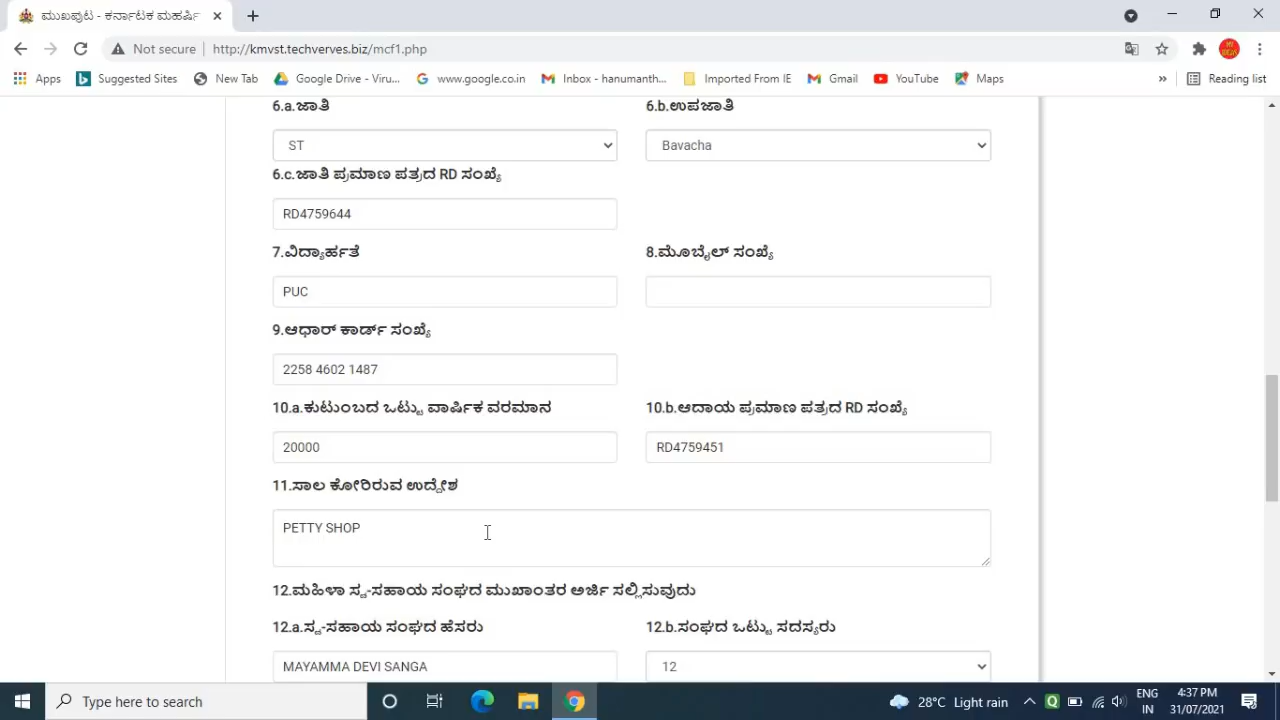 ಮುಖಪುಟ - ಕರ್ನಾಟಕ ಮಹರ್ಷಿ
Not secure http://kmvst.techverves.biz/mcf1.php
Apps Suggested Sites New Tab Google Drive - Viru... www.google.co.in Inbox - hanumanth... Imported From IE Gmail YouTube Maps » Reading list
6.a.ಜಾತಿ 6.b.ಉಪಜಾತಿ
ST Bavacha
6.c.ಜಾತಿ ಪ್ರಮಾಣ ಪತ್ರದ RD ಸಂಖ್ಯೆ
RD4759644
7.ವಿದ್ಯಾರ್ಹತೆ 8.ಮೊಬೈಲ್ ಸಂಖ್ಯೆ
PUC
9.ಆಧಾರ್ ಕಾರ್ಡ್ ಸಂಖ್ಯೆ
2258 4602 1487
10.a.ಕುಟುಂಬದ ಒಟ್ಟು ವಾರ್ಷಿಕ ವರಮಾನ 10.b.ಆದಾಯ ಪ್ರಮಾಣ ಪತ್ರದ RD ಸಂಖ್ಯೆ
20000 RD4759451
11.ಸಾಲ ಕೋರಿರುವ ಉದ್ದೇಶ
PETTY SHOP
12.ಮಹಿಳಾ ಸ್ವ-ಸಹಾಯ ಸಂಘದ ಮುಖಾಂತರ ಅರ್ಜಿ ಸಲ್ಲಿಸುವುದು
12.a.ಸ್ವ-ಸಹಾಯ ಸಂಘದ ಹೆಸರು 12.b.ಸಂಘದ ಒಟ್ಟು ಸದಸ್ಯರು
MAYAMMA DEVI SANGA 12
Type here to search 28°C Light rain ENG IN 4:37 PM 31/07/2021